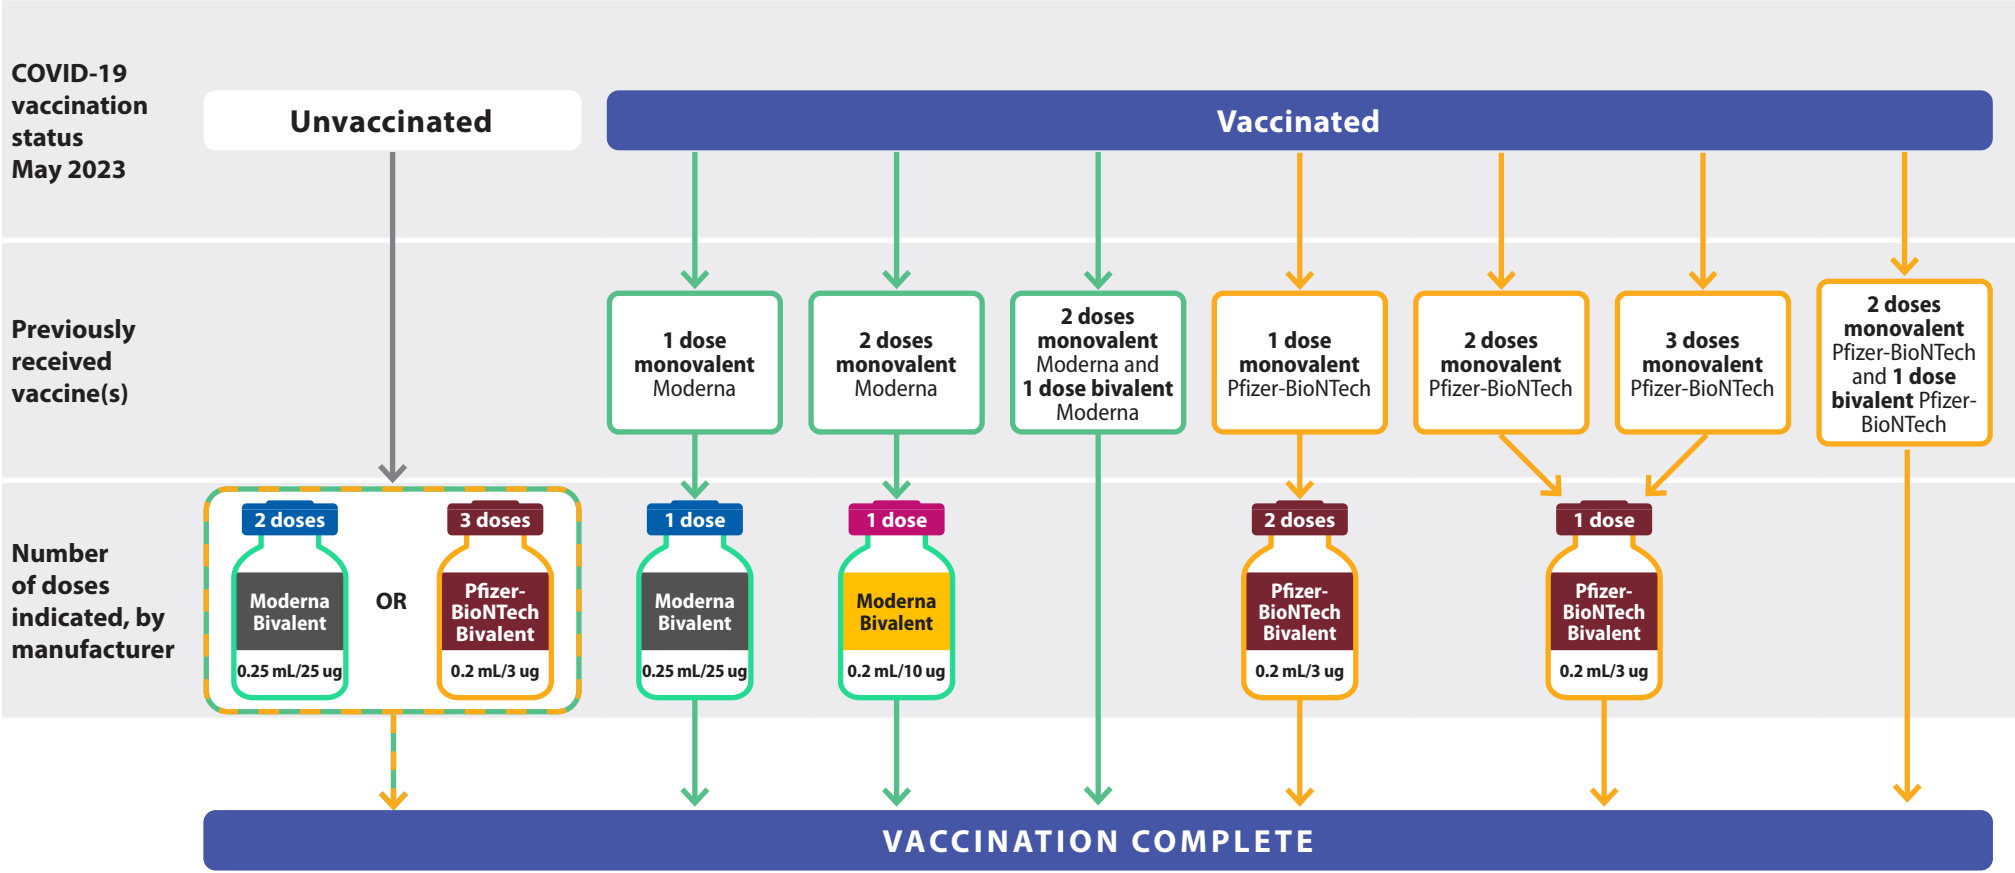 COVID-19
vaccination
status
May 2023
Unvaccinated
Vaccinated
Previously
received
vaccine(s)
1 dose
monovalent
Moderna
2 doses
monovalent
Moderna
2 doses
monovalent
Moderna and
1 dose bivalent
Moderna
1 dose
monovalent
Pfizer-BioNTech
2 doses
monovalent
Pfizer-BioNTech
3 doses
monovalent
Pfizer-BioNTech
2 doses
monovalent
Pfizer-BioNTech
and 1 dose
bivalent Pfizer-
BioNTech
Number
of doses
indicated, by
manufacturer
2 doses
Moderna
Bivalent
0.25 mL/25 ug
OR
3 doses
Pfizer-
BioNTech
Bivalent
0.2 mL/3 ug
1 dose
Moderna
Bivalent
0.25 mL/25 ug
1 dose
Moderna
Bivalent
0.2 mL/10 ug
2 doses
Pfizer-
BioNTech
Bivalent
0.2 mL/3 ug
1 dose
Pfizer-
BioNTech
Bivalent
0.2 mL/3 ug
VACCINATION COMPLETE